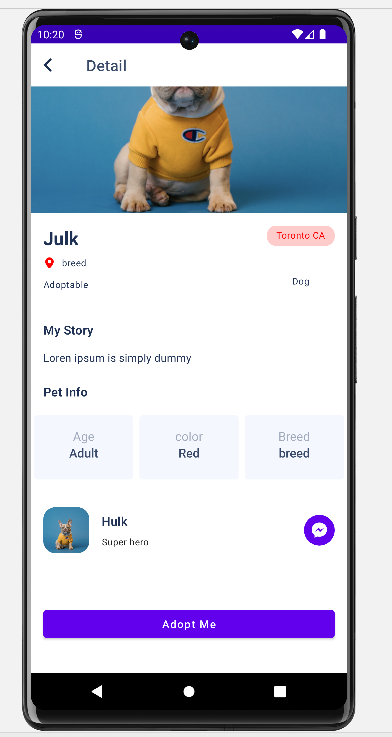 10:20
Detail
Julk
Toronto CA
breed
Adoptable
Dog
My Story
Loren ipsum is simply dummy
Pet Info
Age
color
Breed
Adult
Red
breed
Hulk
Super hero
Adopt Me